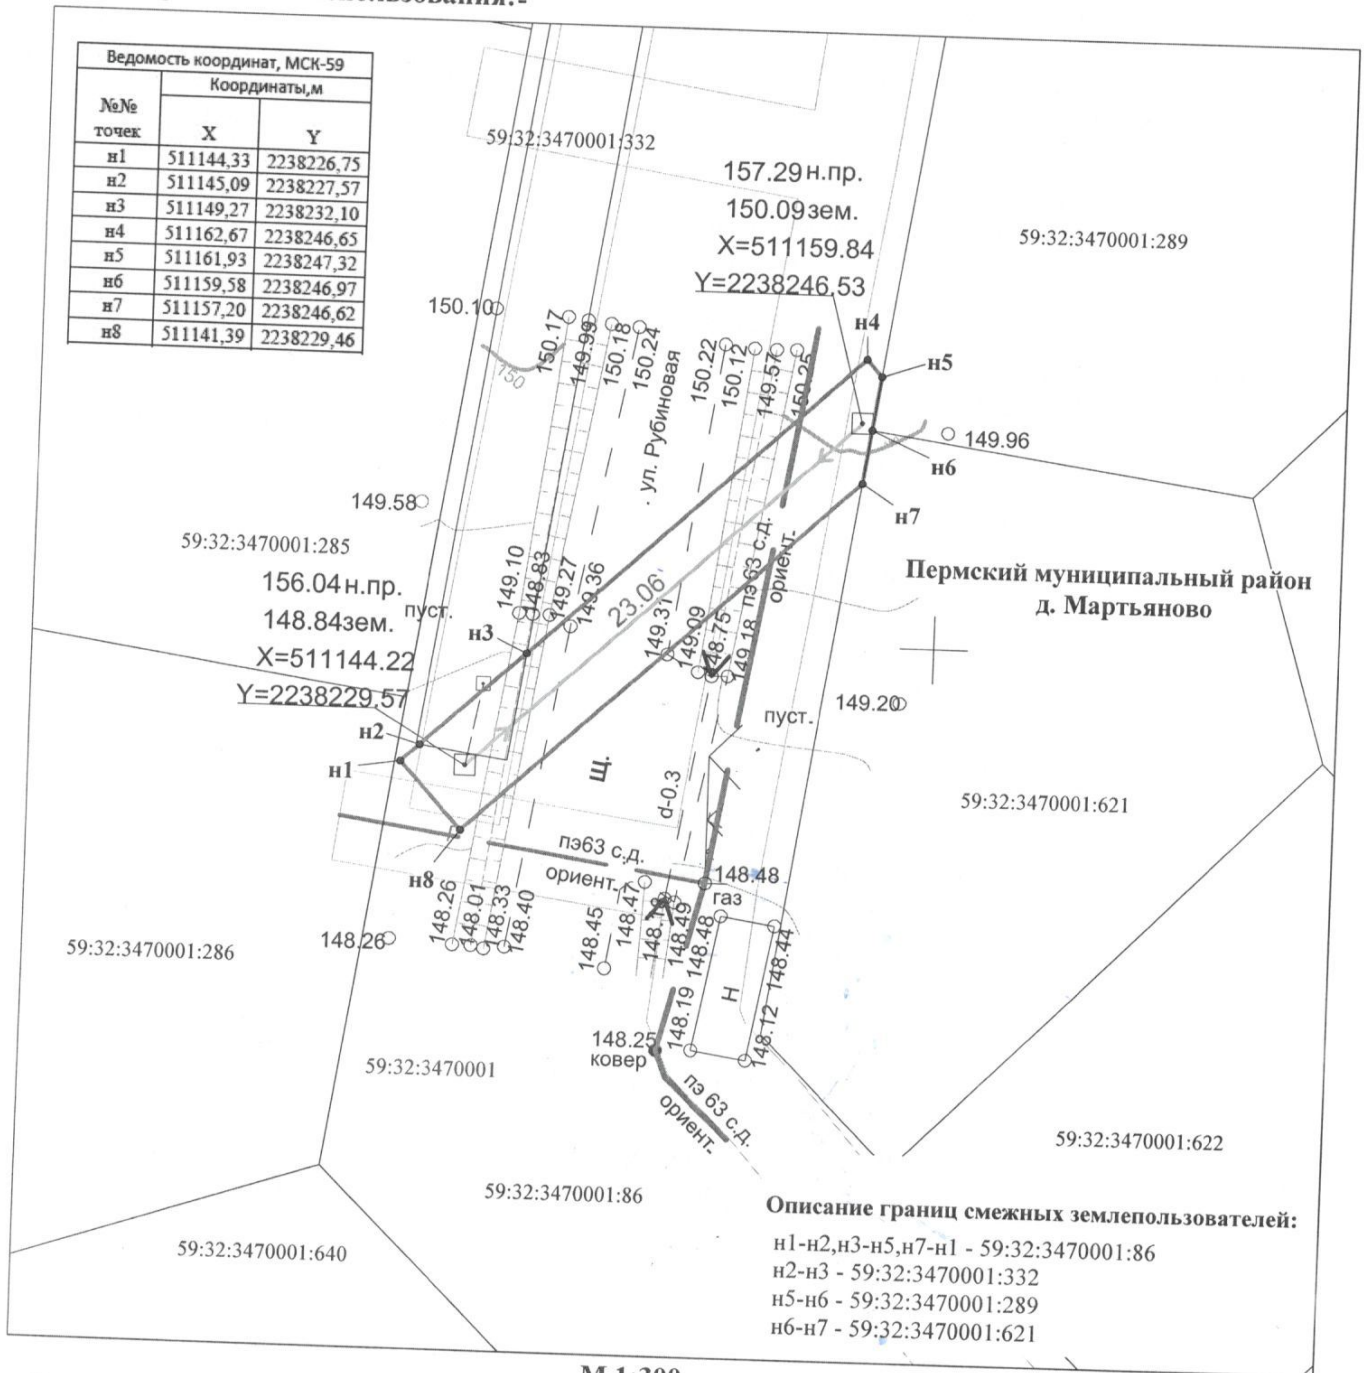 Ведомость координат, МСК-59
№№ точек
Координаты,м
X Y
н1 511144,33 2238226,75
н2 511145,09 2238227,57
н3 511149,27 2238232,10
н4 511162,67 2238246,65
н5 511161,93 2238247,32
н6 511159,58 2238246,97
н7 511157,20 2238246,62
н8 511141,39 2238229,46
59:32:3470001:332
157.29н.пр.
150.09зем.
X=511159.84
Y=2238246.53
59:32:3470001:289
150.10
150
150.17
149.99
150.18
150.24
ул. Рубиновая
150.22
150.12
149.57
150.25
н4
н5
149.96
н6
н7
149.58
59:32:3470001:285
156.04н.пр.
148.84зем.
X=511144.22
Y=2238229.57
пуст.
149.10
148.83
149.27
149.36
23.06
149.31
149.09
148.75
149.18
пэ 63 с.д.
ориент.
Пермский муниципальный район
д. Мартьяново
н3
н2
н1
пуст.
149.20
Щ.
d-0.3
59:32:3470001:621
пэ63 с.д.
ориент.
148.48
газ
н8
148.26
148.26
148.01
148.33
148.40
148.45
148.47
148.49
148.48
148.44
59:32:3470001:286
Н
148.19
148.12
148.25
ковер
59:32:3470001
пэ 63 с.д.
ориент.
59:32:3470001:622
59:32:3470001:86
59:32:3470001:640
Описание границ смежных землепользователей:
н1-н2,н3-н5,н7-н1 - 59:32:3470001:86
н2-н3 - 59:32:3470001:332
н5-н6 - 59:32:3470001:289
н6-н7 - 59:32:3470001:621